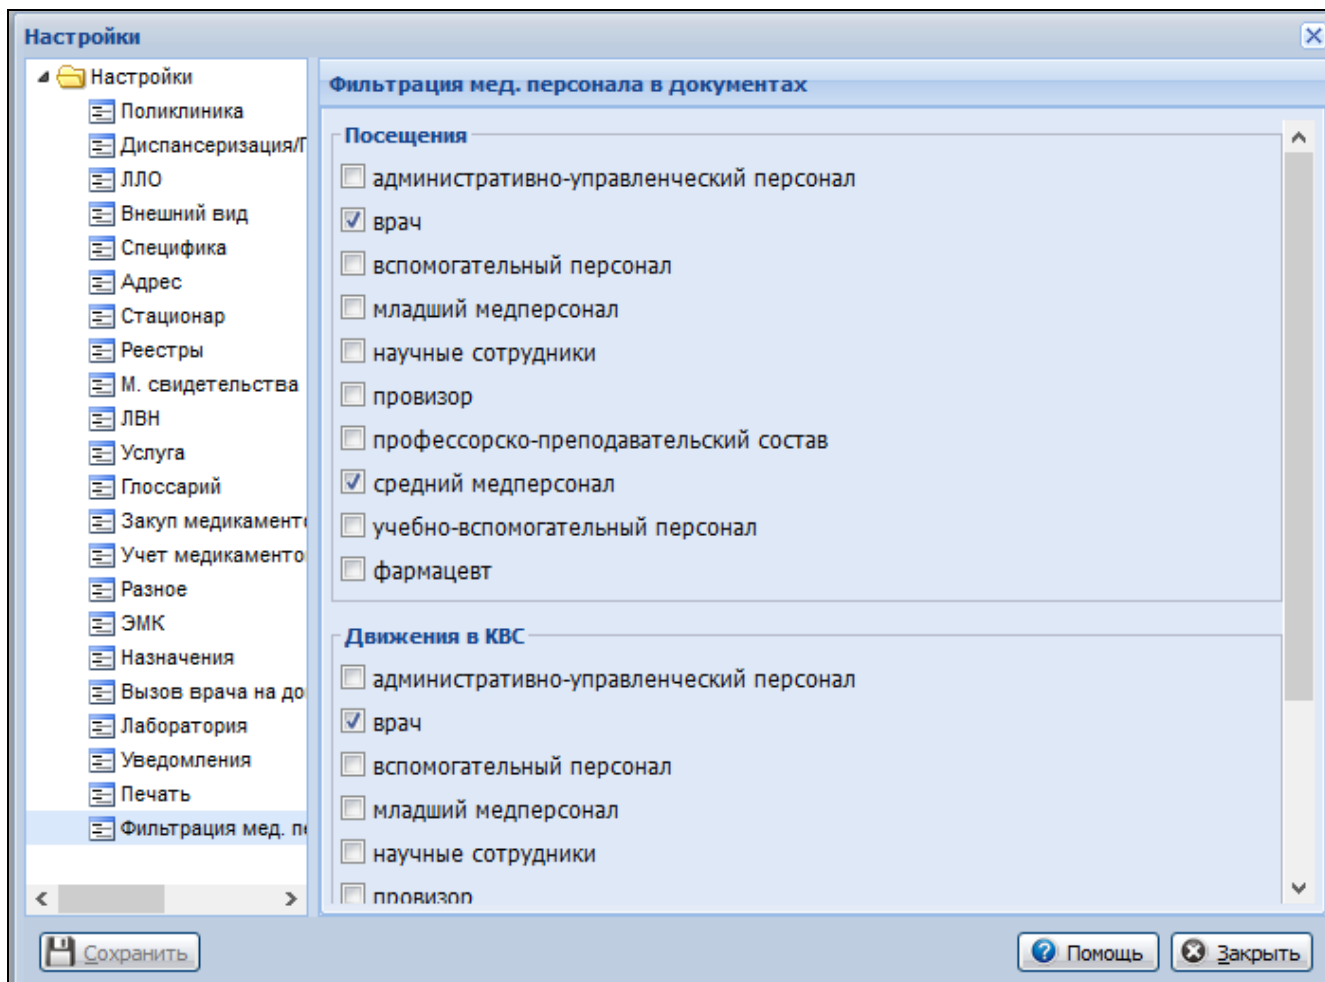 Настройки
Настройки
Поликлиника
Диспансеризация/П
ЛЛО
Внешний вид
Специфика
Адрес
Стационар
Реестры
М. свидетельства
ЛВН
Услуга
Глоссарий
Закуп медикаменто
Учет медикаменто
Разное
ЭМК
Назначения
Вызов врача на до
Лаборатория
Уведомления
Печать
Фильтрация мед. пе
Фильтрация мед. персонала в документах
Посещения
административно-управленческий персонал
врач
вспомогательный персонал
младший медперсонал
научные сотрудники
провизор
профессорско-преподавательский состав
средний медперсонал
учебно-вспомогательный персонал
фармацевт
Движения в КВС
административно-управленческий персонал
врач
вспомогательный персонал
младший медперсонал
научные сотрудники
провизор
Сохранить
Помощь
Закрыть